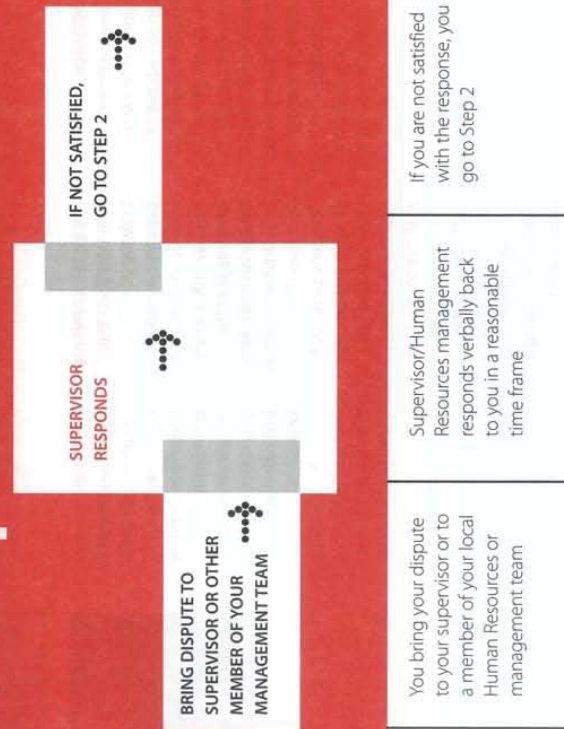 BRING DISPUTE TO
SUPERVISOR OR OTHER
MEMBER OF YOUR
MANAGEMENT TEAM
SUPERVISOR
RESPONDS
IF NOT SATISFIED,
GO TO STEP 2
You bring your dispute
to your supervisor or to
a member of your local
Human Resources or
management team
Supervisor/Human
Resources management
responds verbally back
to you in a reasonable
time frame
If you are not satisfied
with the response, you
go to Step 2